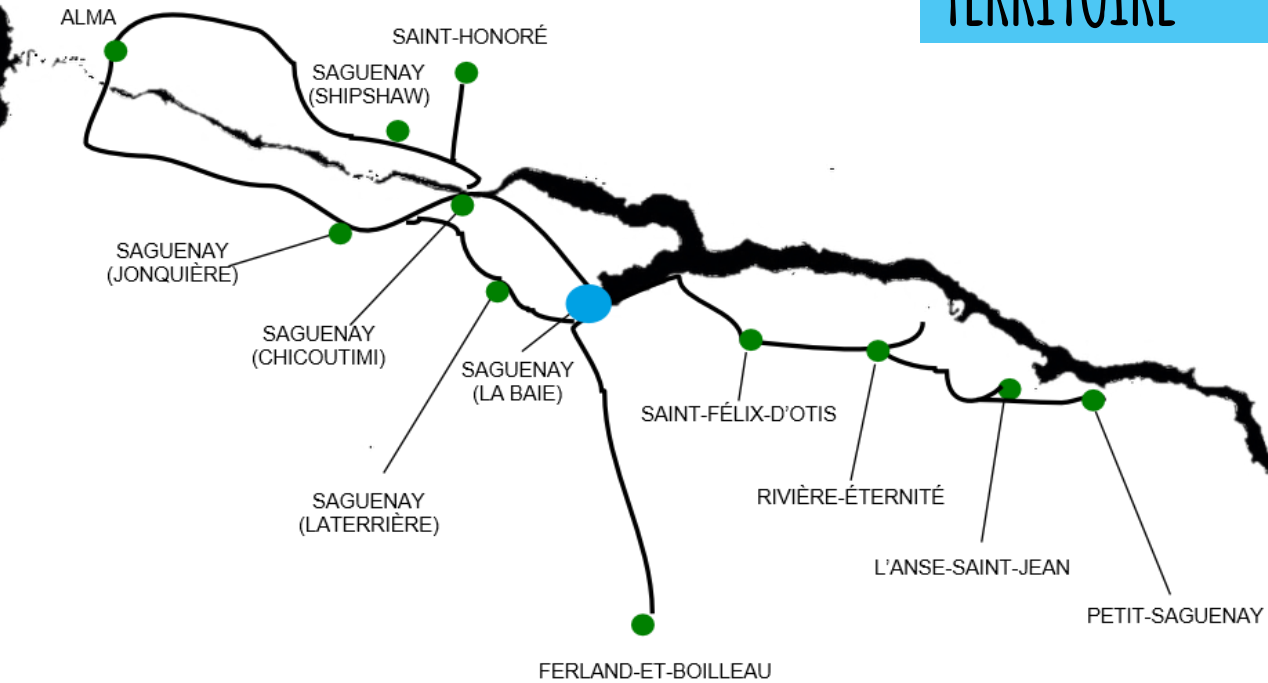 TERRITOIRE
ALMA
SAINT-HONORÉ
SAGUENAY
(SHIPSHAW)
SAGUENAY
(JONQUIÈRE)
SAGUENAY
(CHICOUTIMI)
SAGUENAY
(LA BAIE)
SAINT-FÉLIX-D'OTIS
RIVIÈRE-ÉTERNITÉ
SAGUENAY
(LATERRIÈRE)
L'ANSE-SAINT-JEAN
PETIT-SAGUENAY
FERLAND-ET-BOILLEAU